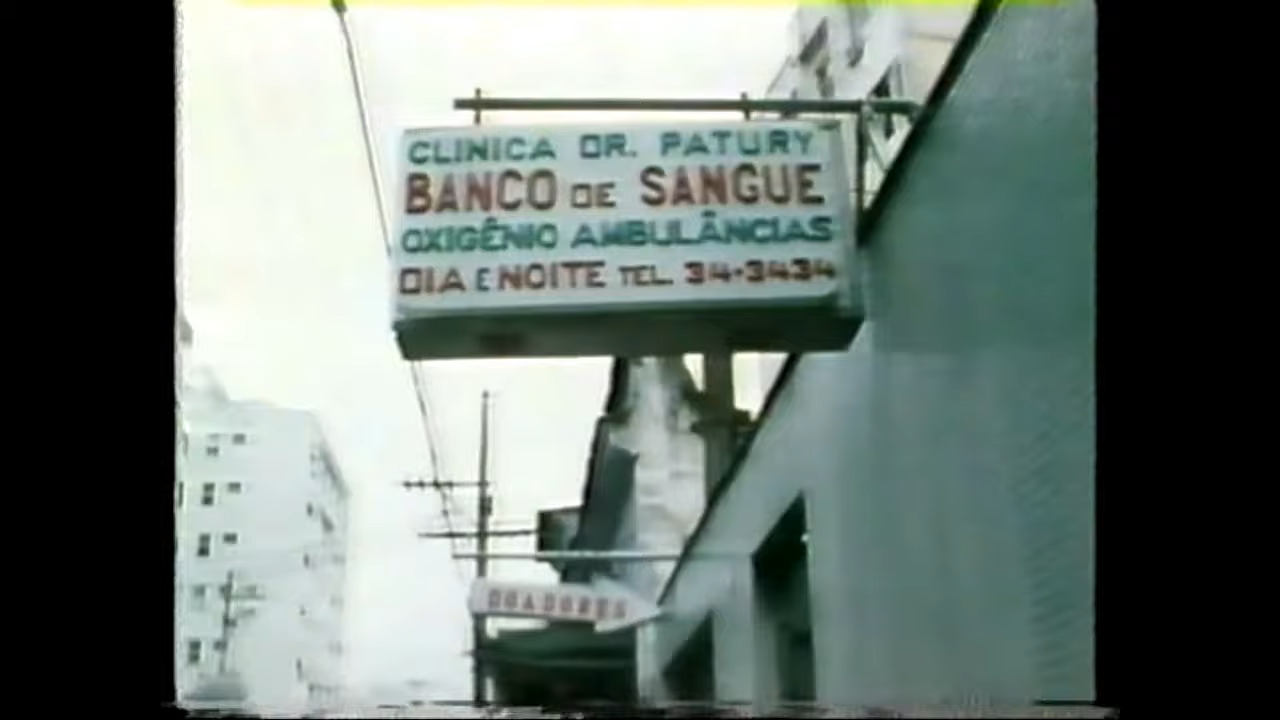 CLINICA DR. PATURY
BANCO DE SANGUE
OXIGÊNIO AMBULÂNCIAS
DIA E NOITE TEL. 34-3434
DOADORES